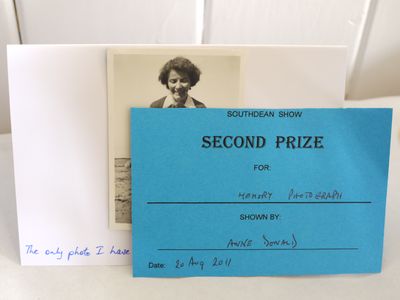 SOUTHDEAN SHOW
SECOND PRIZE
FOR:
MEMORY PHOTOGRAPH
SHOWN BY:
ANNE DONALD
Date: 20 Aug 2011
The only photo I have